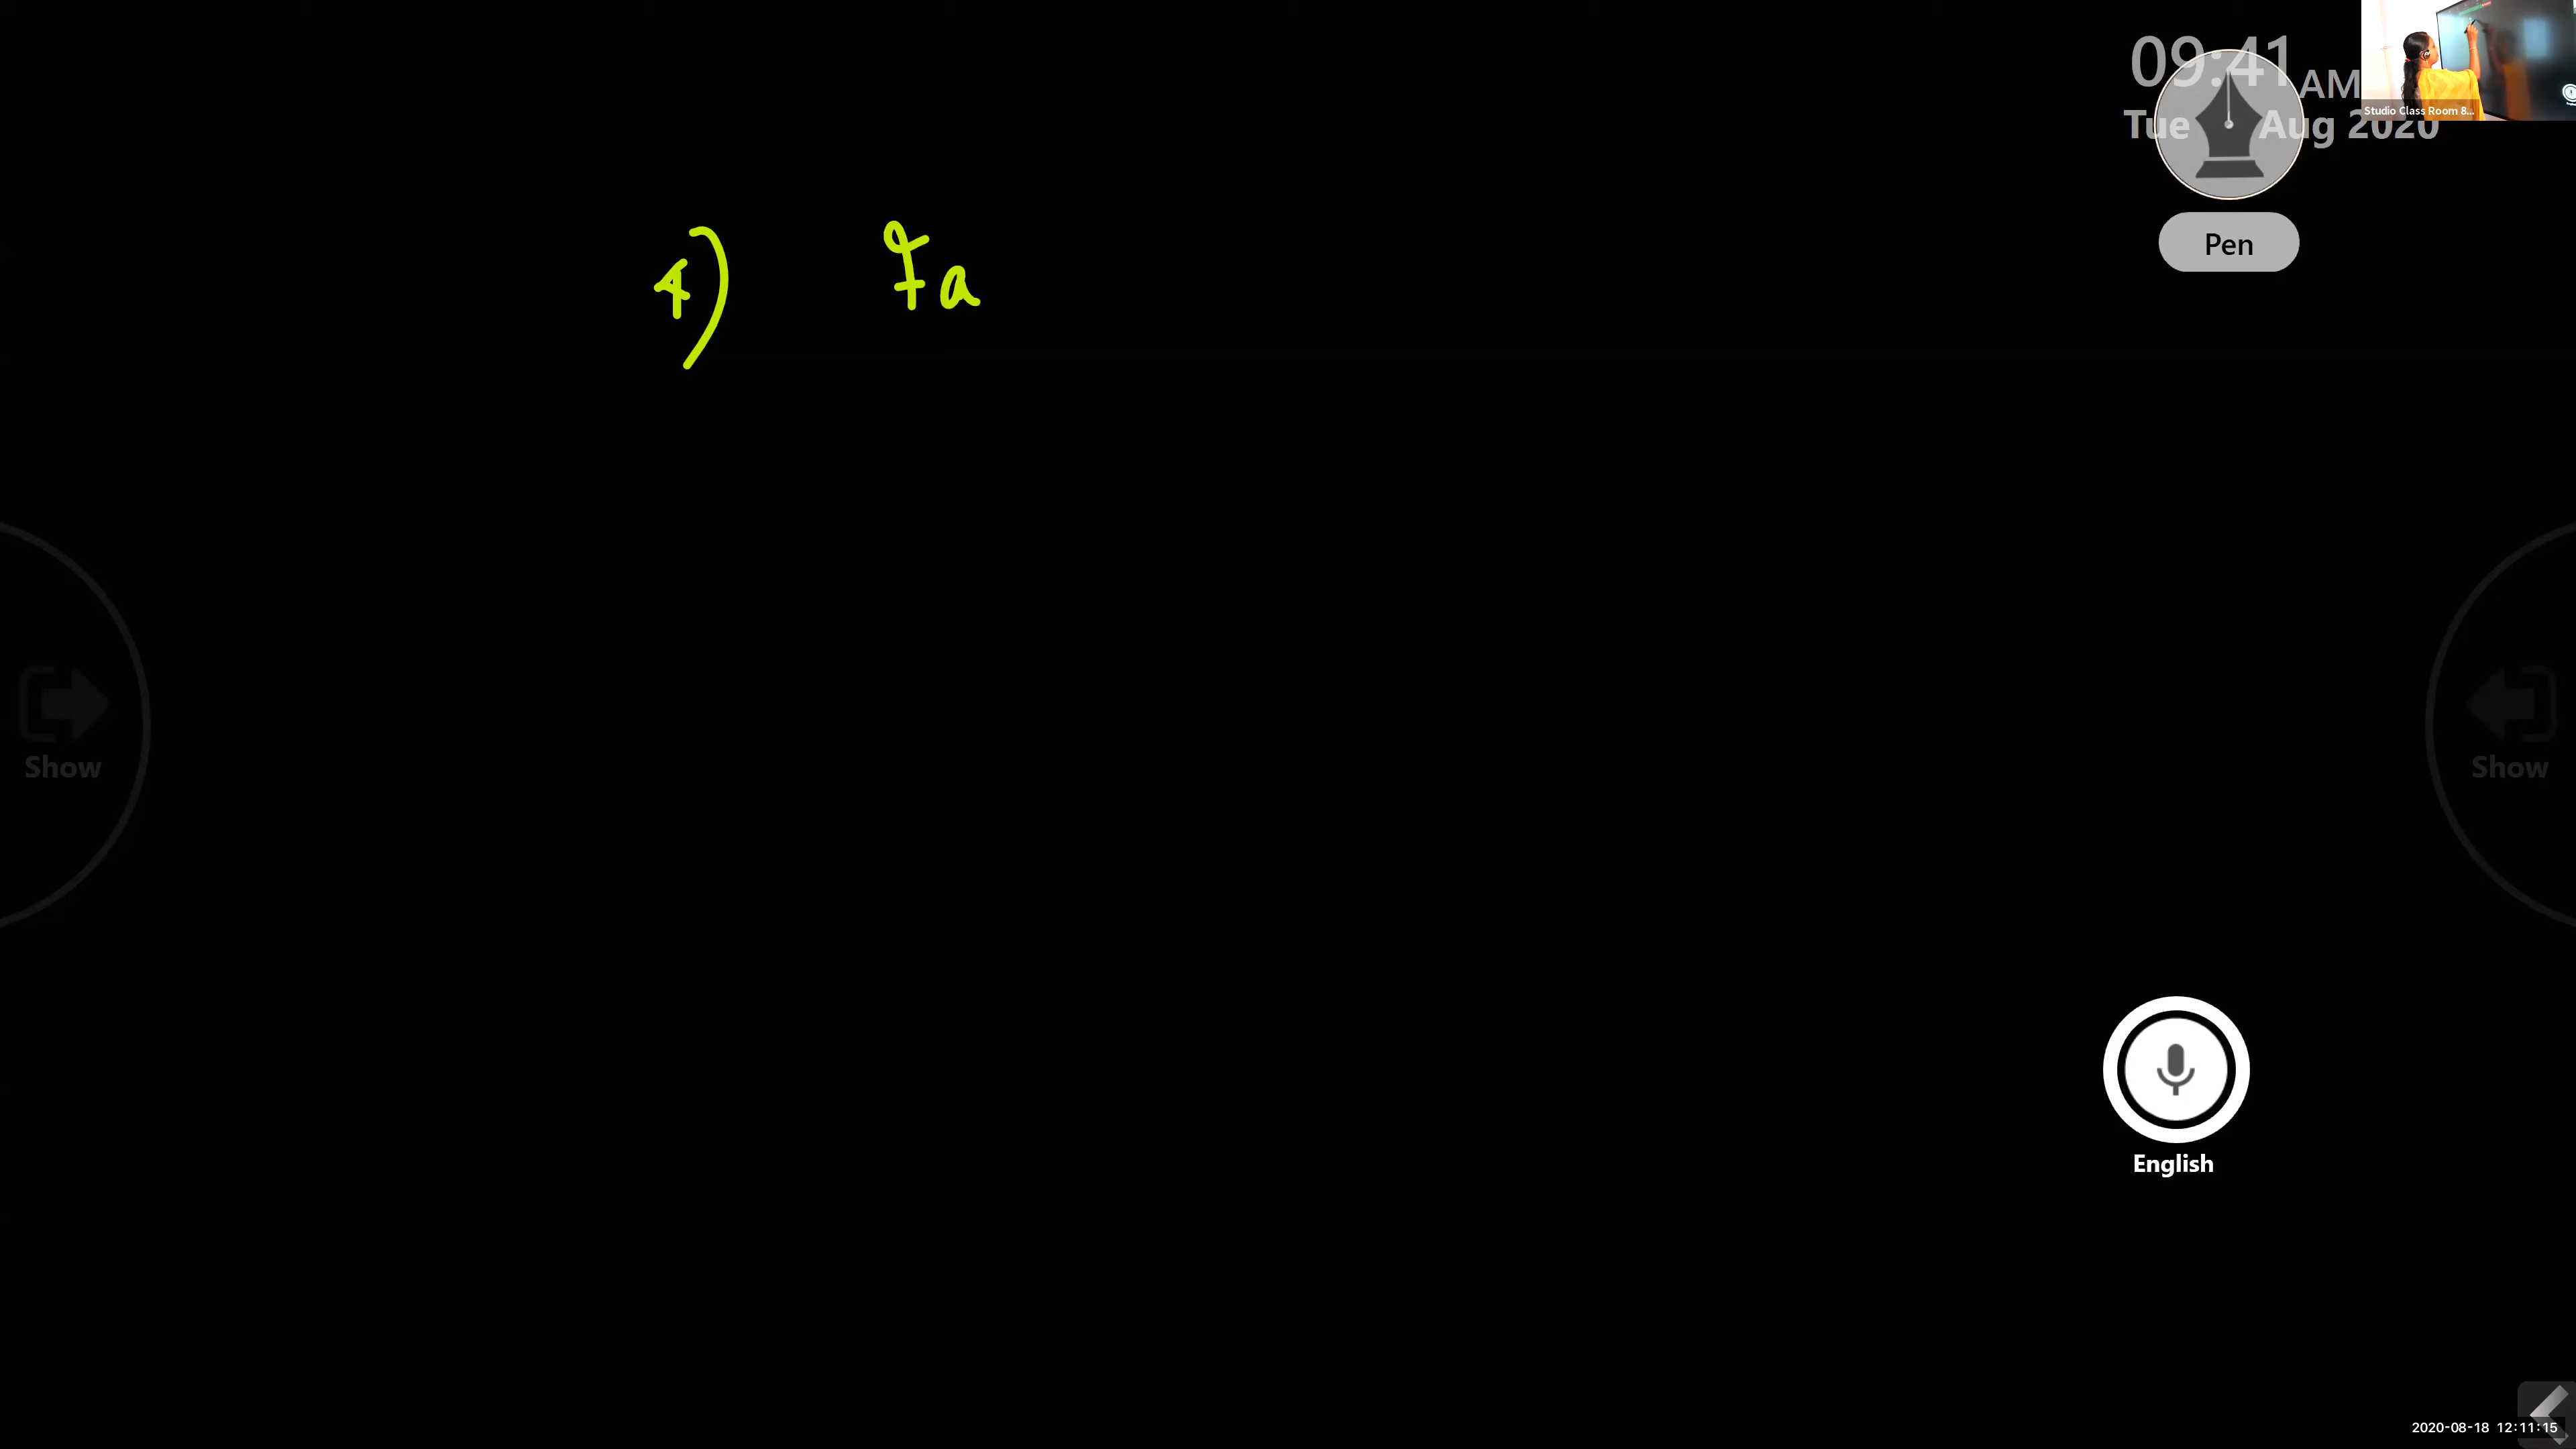 09:41 AM
Studio Class Room 8...
Tue Aug 2020
Pen
4) Fa
Show
Show
English
2020-08-18 12:11:15